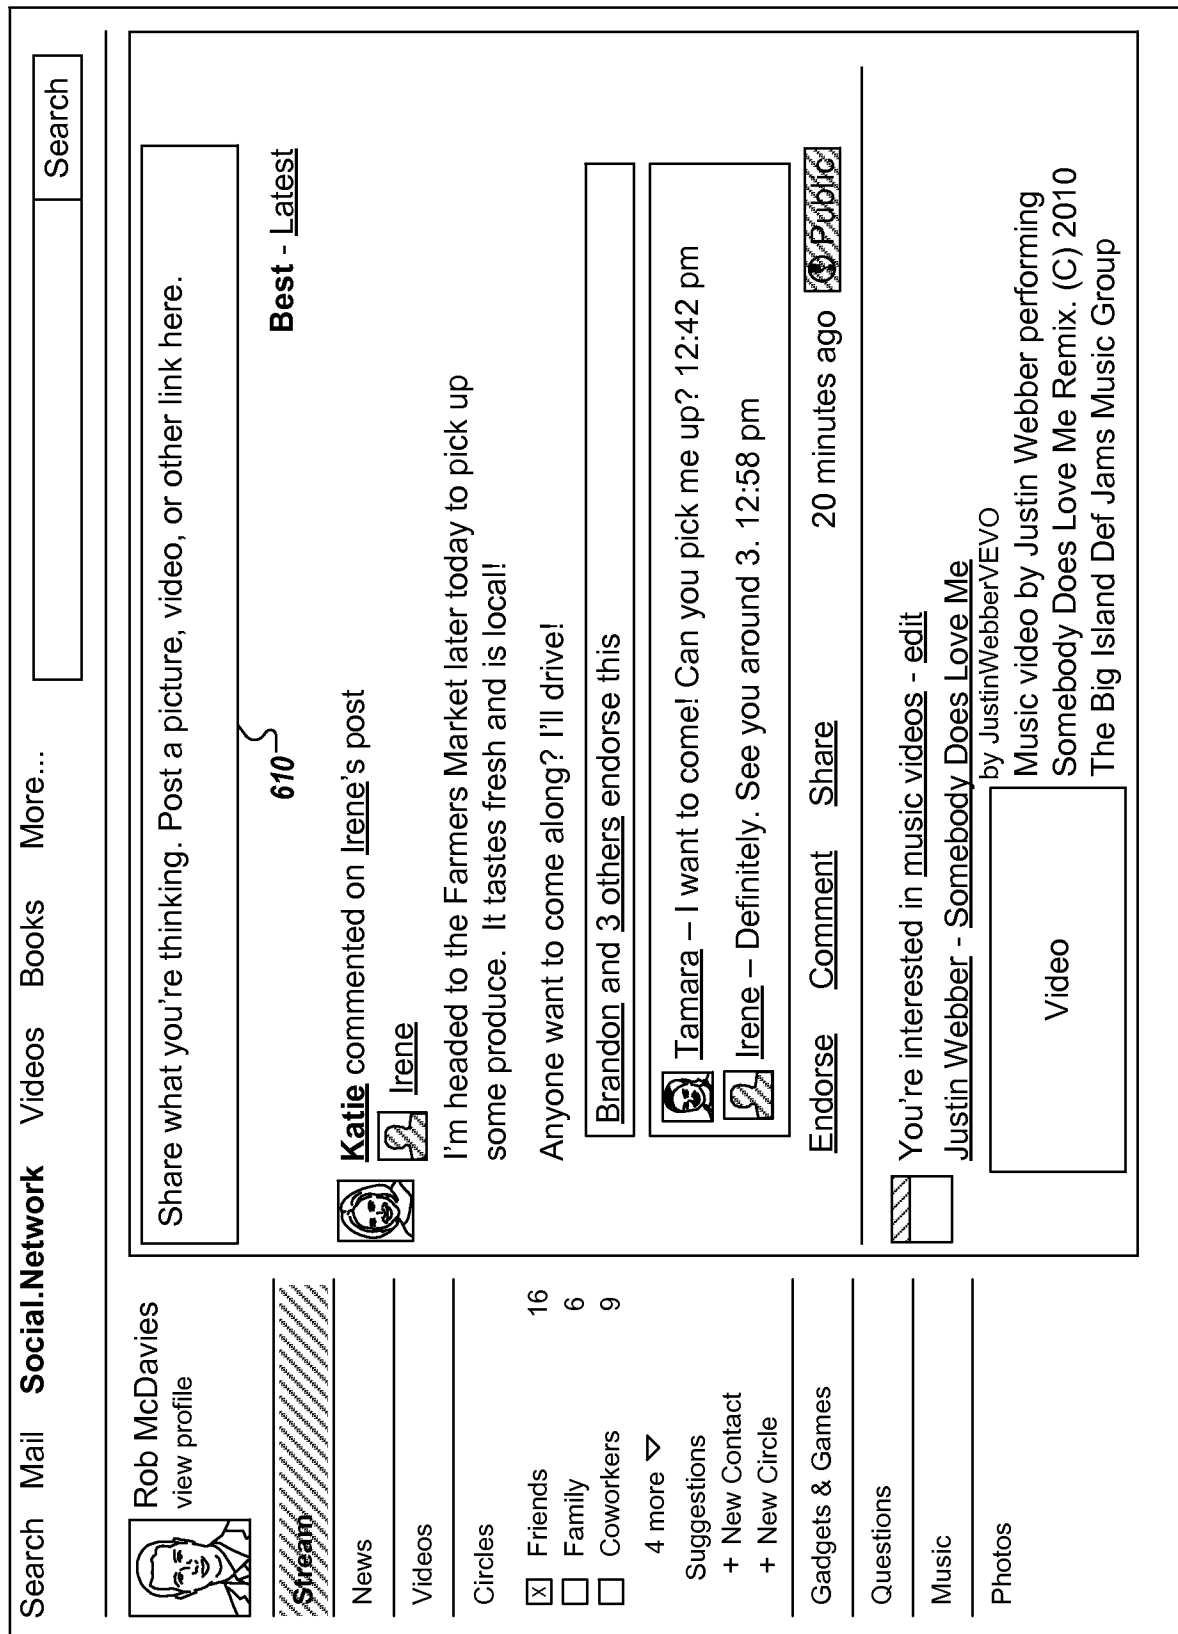 Search Mail Social.Network Videos Books More... Search
Rob McDavies
view profile
Stream
News
Videos
Circles
x Friends 16
Family 6
Coworkers 9
4 more
Suggestions
+ New Contact
+ New Circle
Gadgets & Games
Questions
Music
Photos
Share what you're thinking. Post a picture, video, or other link here.
610
Best - Latest
Katie commented on Irene's post
Irene
I'm headed to the Farmers Market later today to pick up
some produce. It tastes fresh and is local!
Anyone want to come along? I'll drive!
Brandon and 3 others endorse this
Tamara – I want to come! Can you pick me up? 12:42 pm
Irene – Definitely. See you around 3. 12:58 pm
Endorse Comment Share 20 minutes ago Public
You're interested in music videos - edit
Justin Webber - Somebody Does Love Me
by JustinWebberVEVO
Video
Music video by Justin Webber performing
Somebody Does Love Me Remix. (C) 2010
The Big Island Def Jams Music Group